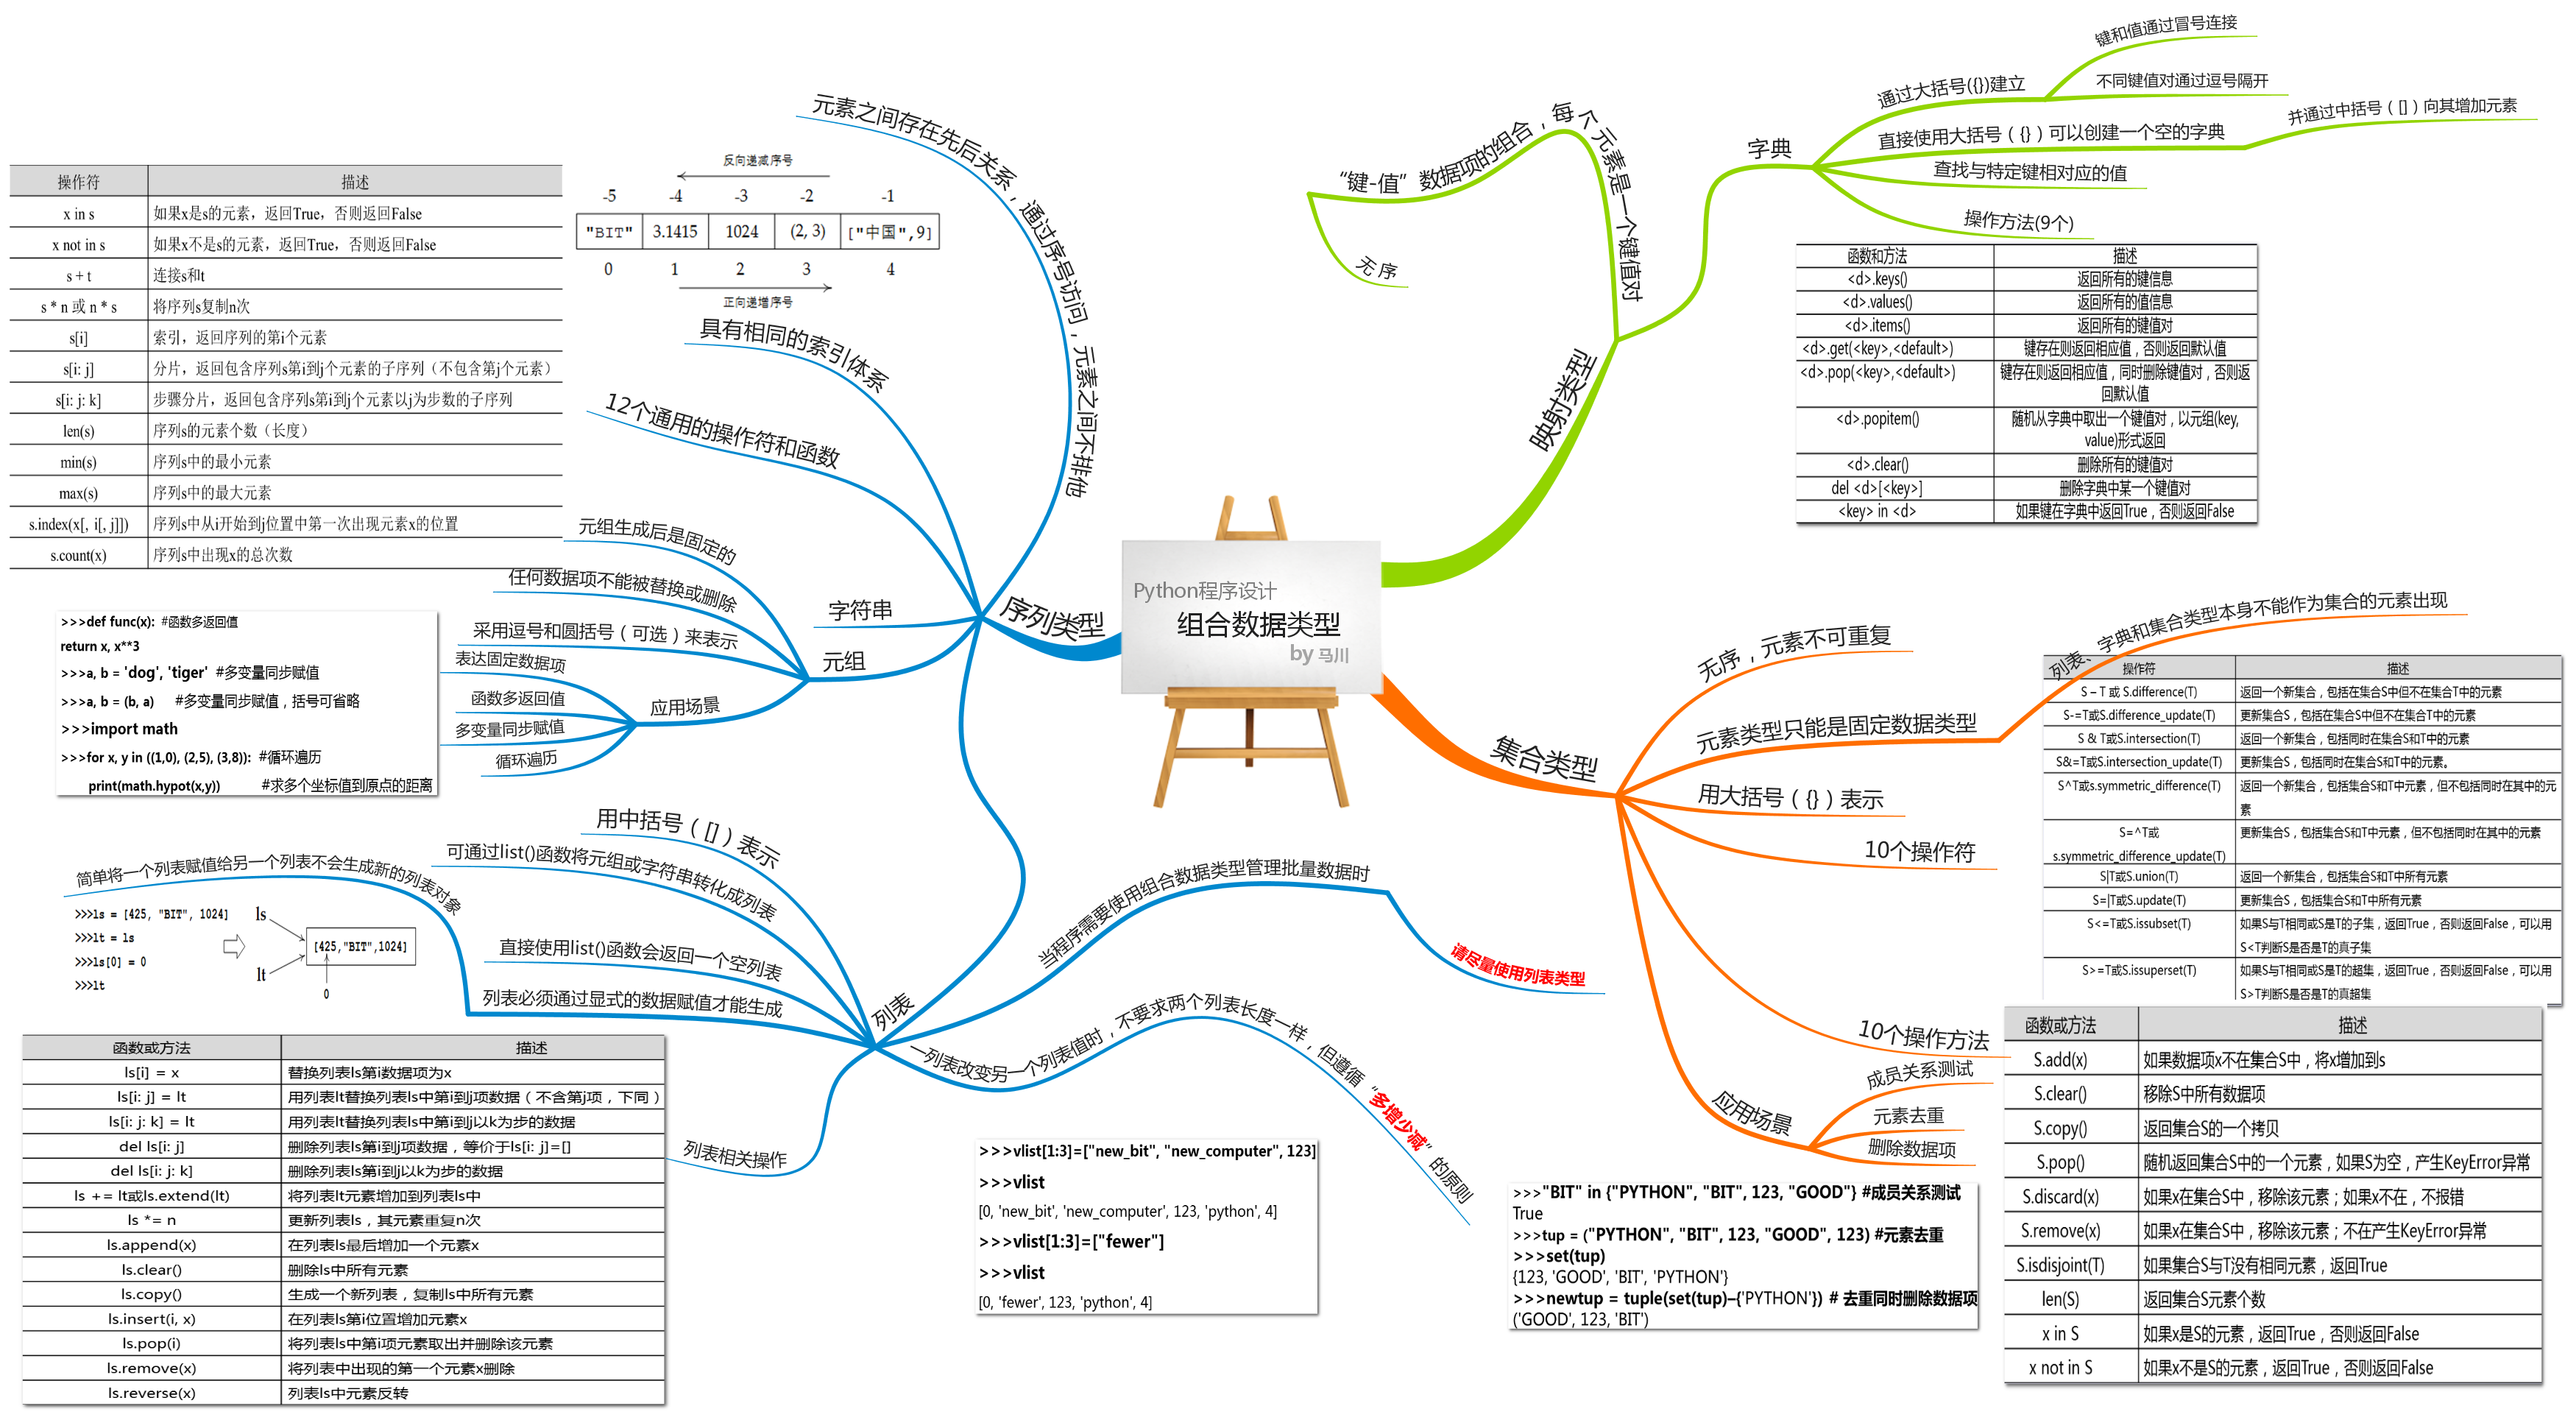 Python程序设计
组合数据类型
by 马川
序列类型
元素之间存在先后关系，通过序号访问，元素之间不排他
反向递减序号
-5 -4 -3 -2 -1
"BIT" 3.1415 1024 (2, 3) ["中国",9]
0 1 2 3 4
正向递增序号
具有相同的索引体系
12个通用的操作符和函数
操作符 描述
x in s 如果x是s的元素，返回True，否则返回False
x not in s 如果x不是s的元素，返回True，否则返回False
s + t 连接s和t
s * n 或 n * s 将序列s复制n次
s[i] 索引，返回序列的第i个元素
s[i: j] 分片，返回包含序列s第i到j个元素的子序列（不包含第j个元素）
s[i: j: k] 步骤分片，返回包含序列s第i到j个元素以j为步数的子序列
len(s) 序列s的元素个数（长度）
min(s) 序列s中的最小元素
max(s) 序列s中的最大元素
s.index(x[, i[, j]]) 序列s中从i开始到j位置中第一次出现元素x的位置
s.count(x) 序列s中出现x的总次数
字符串
元组
元组生成后是固定的
任何数据项不能被替换或删除
采用逗号和圆括号（可选）来表示
应用场景
表达固定数据项
函数多返回值
多变量同步赋值
循环遍历
>>>def func(x): #函数多返回值
return x, x**3
>>>a, b = 'dog', 'tiger' #多变量同步赋值
>>>a, b = (b, a) #多变量同步赋值，括号可省略
>>>import math
>>>for x, y in ((1,0), (2,5), (3,8)): #循环遍历
print(math.hypot(x,y)) #求多个坐标值到原点的距离
列表
用中括号（[]）表示
可通过list()函数将元组或字符串转化成列表
直接使用list()函数会返回一个空列表
列表必须通过显式的数据赋值才能生成
简单将一个列表赋值给另一个列表不会生成新的列表对象
>>>ls = [425, "BIT", 1024]
>>>lt = ls
>>>ls[0] = 0
>>>lt
ls
lt
[425,"BIT",1024]
0
列表相关操作
函数或方法 描述
ls[i] = x 替换列表ls第i数据项为x
ls[i: j] = lt 用列表lt替换列表ls中第i到j项数据（不含第j项，下同）
ls[i: j: k] = lt 用列表lt替换列表ls中第i到j以k为步的数据
del ls[i: j] 删除列表ls第i到j项数据，等价于ls[i: j]=[]
del ls[i: j: k] 删除列表ls第i到j以k为步的数据
ls += lt或ls.extend(lt) 将列表lt元素增加到列表ls中
ls *= n 更新列表ls，其元素重复n次
ls.append(x) 在列表ls最后增加一个元素x
ls.clear() 删除ls中所有元素
ls.copy() 生成一个新列表，复制ls中所有元素
ls.insert(i, x) 在列表ls第i位置增加元素x
ls.pop(i) 将列表ls中第i项元素取出并删除该元素
ls.remove(x) 将列表中出现的第一个元素x删除
ls.reverse(x) 列表ls中元素反转
当程序需要使用组合数据类型管理批量数据时
请尽量使用列表类型
一列表改变另一个列表值时，不要求两个列表长度一样，但遵循“多增少减”的原则
>>>vlist[1:3]=["new_bit", "new_computer", 123]
>>>vlist
[0, 'new_bit', 'new_computer', 123, 'python', 4]
>>>vlist[1:3]=["fewer"]
>>>vlist
[0, 'fewer', 123, 'python', 4]
映射类型
“键-值”数据项的组合，每个元素是一个键值对
无序
字典
通过大括号({})建立
键和值通过冒号连接
不同键值对通过逗号隔开
直接使用大括号（{}）可以创建一个空的字典
并通过中括号（[]）向其增加元素
查找与特定键相对应的值
操作方法(9个)
函数和方法 描述
<d>.keys() 返回所有的键信息
<d>.values() 返回所有的值信息
<d>.items() 返回所有的键值对
<d>.get(<key>,<default>) 键存在则返回相应值，否则返回默认值
<d>.pop(<key>,<default>) 键存在则返回相应值，同时删除键值对，否则返
回默认值
<d>.popitem() 随机从字典中取出一个键值对，以元组(key,
value)形式返回
<d>.clear() 删除所有的键值对
del <d>[<key>] 删除字典中某一个键值对
<key> in <d> 如果键在字典中返回True，否则返回False
集合类型
无序，元素不可重复
元素类型只能是固定数据类型
列表、字典和集合类型本身不能作为集合的元素出现
用大括号（{}）表示
10个操作符
操作符 描述
S – T 或 S.difference(T) 返回一个新集合，包括在集合S中但不在集合T中的元素
S-=T或S.difference_update(T) 更新集合S，包括在集合S中但不在集合T中的元素
S & T或S.intersection(T) 返回一个新集合，包括同时在集合S和T中的元素
S&=T或S.intersection_update(T) 更新集合S，包括同时在集合S和T中的元素。
S^T或s.symmetric_difference(T) 返回一个新集合，包括集合S和T中元素，但不包括同时在其中的元
素
S=^T或 更新集合S，包括集合S和T中元素，但不包括同时在其中的元素
s.symmetric_difference_update(T)
S|T或S.union(T) 返回一个新集合，包括集合S和T中所有元素
S=|T或S.update(T) 更新集合S，包括集合S和T中所有元素
S<=T或S.issubset(T) 如果S与T相同或S是T的子集，返回True，否则返回False，可以用
S<T判断S是否是T的真子集
S>=T或S.issuperset(T) 如果S与T相同或S是T的超集，返回True，否则返回False，可以用
S>T判断S是否是T的真超集
10个操作方法
函数或方法 描述
S.add(x) 如果数据项x不在集合S中，将x增加到s
S.clear() 移除S中所有数据项
S.copy() 返回集合S的一个拷贝
S.pop() 随机返回集合S中的一个元素，如果S为空，产生KeyError异常
S.discard(x) 如果x在集合S中，移除该元素；如果x不在，不报错
S.remove(x) 如果x在集合S中，移除该元素；不在产生KeyError异常
S.isdisjoint(T) 如果集合S与T没有相同元素，返回True
len(S) 返回集合S元素个数
x in S 如果x是S的元素，返回True，否则返回False
x not in S 如果x不是S的元素，返回True，否则返回False
应用场景
成员关系测试
元素去重
删除数据项
>>>"BIT" in {"PYTHON", "BIT", 123, "GOOD"} #成员关系测试
True
>>>tup = ("PYTHON", "BIT", 123, "GOOD", 123) #元素去重
>>>set(tup)
{123, 'GOOD', 'BIT', 'PYTHON'}
>>>newtup = tuple(set(tup)–{'PYTHON'}) # 去重同时删除数据项
('GOOD', 123, 'BIT')